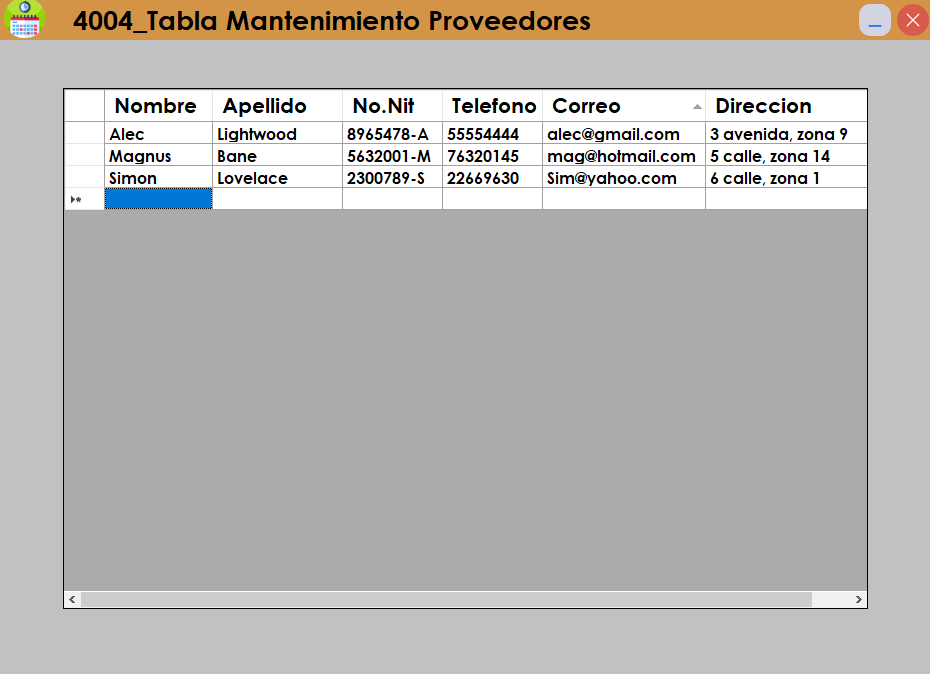 4004_Tabla Mantenimiento Proveedores
Nombre Apellido No.Nit Telefono Correo Direccion
Alec Lightwood 8965478-A 55554444 alec@gmail.com 3 avenida, zona 9
Magnus Bane 5632001-M 76320145 mag@hotmail.com 5 calle, zona 14
Simon Lovelace 2300789-S 22669630 Sim@yahoo.com 6 calle, zona 1